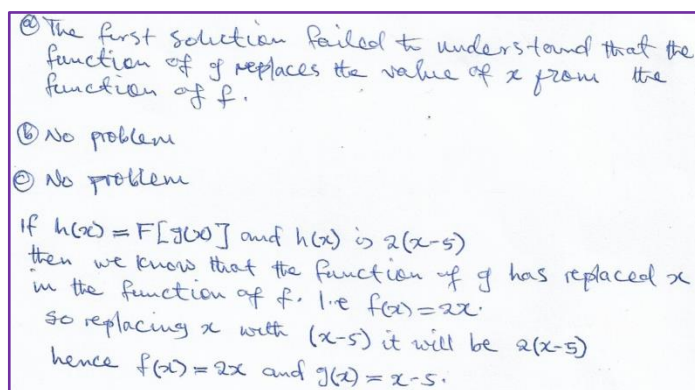 ⓐ The first solution failed to understand that the
function of g replaces the value of x from the
function of f.
ⓑ No problem
ⓒ No problem
If h(x) = F[g(x)] and h(x) is 2(x-5)
then we know that the function of g has replaced x
in the function of f. I.e f(x) = 2x.
so replacing x with (x-5) it will be 2(x-5)
hence f(x) = 2x and g(x) = x-5.